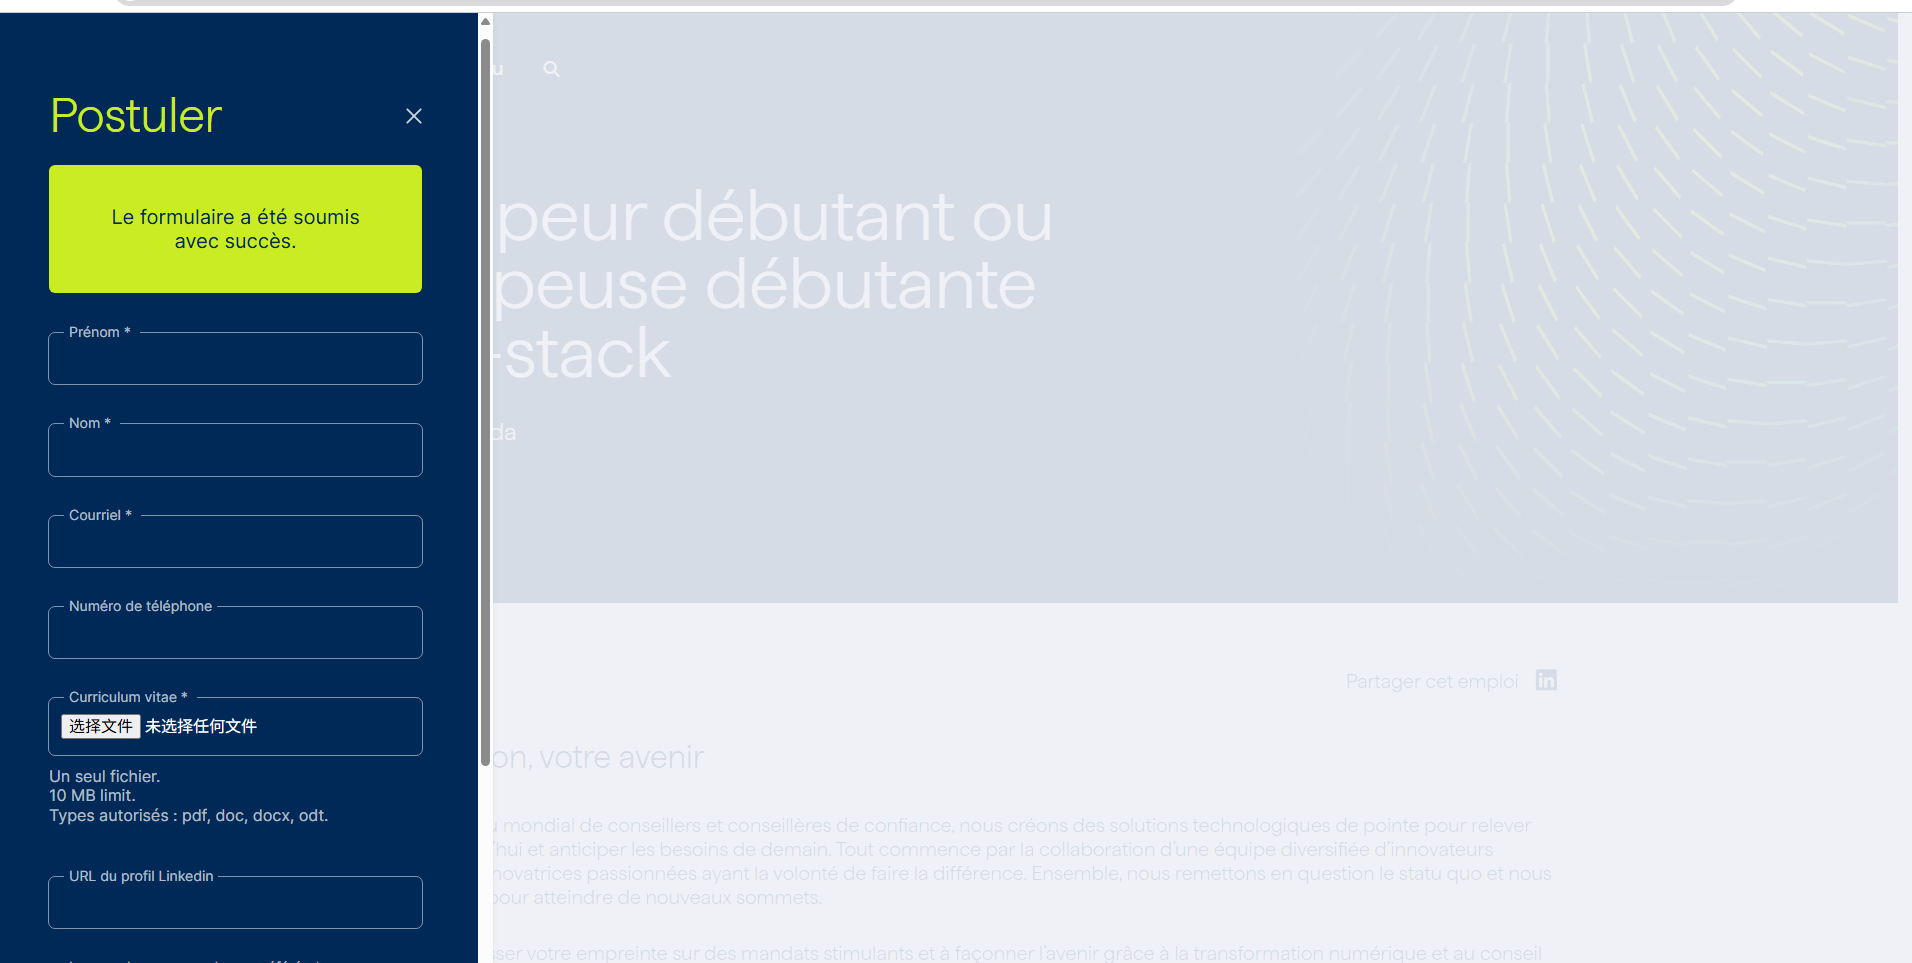 Postuler
Le formulaire a été soumis
avec succès.
Prénom *
Nom *
Courriel *
Numéro de téléphone
Curriculum vitae *
选择文件 未选择任何文件
Un seul fichier.
10 MB limit.
Types autorisés : pdf, doc, docx, odt.
URL du profil Linkedin
u
peur débutant ou
peuse débutante
-stack
da
Partager cet emploi
on, votre avenir
u mondial de conseillers et conseillères de confiance, nous créons des solutions technologiques de pointe pour relever
'hui et anticiper les besoins de demain. Tout commence par la collaboration d'une équipe diversifiée d'innovateurs
novatrices passionnées ayant la volonté de faire la différence. Ensemble, nous remettons en question le statu quo et nous
pour atteindre de nouveaux sommets.
sser votre empreinte sur des mandats stimulants et à façonner l'avenir grâce à la transformation numérique et au conseil